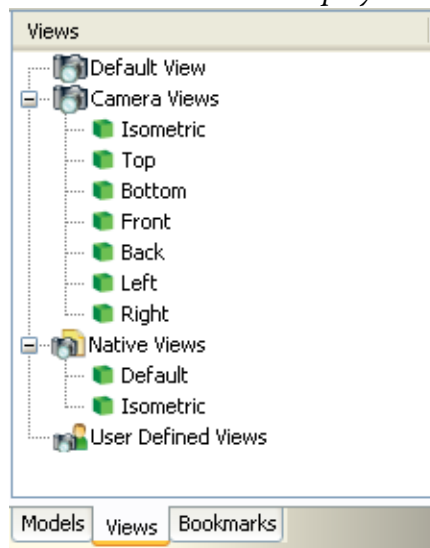 Views
Default View
Camera Views
Isometric
Top
Bottom
Front
Back
Left
Right
Native Views
Default
Isometric
User Defined Views
Models Views Bookmarks